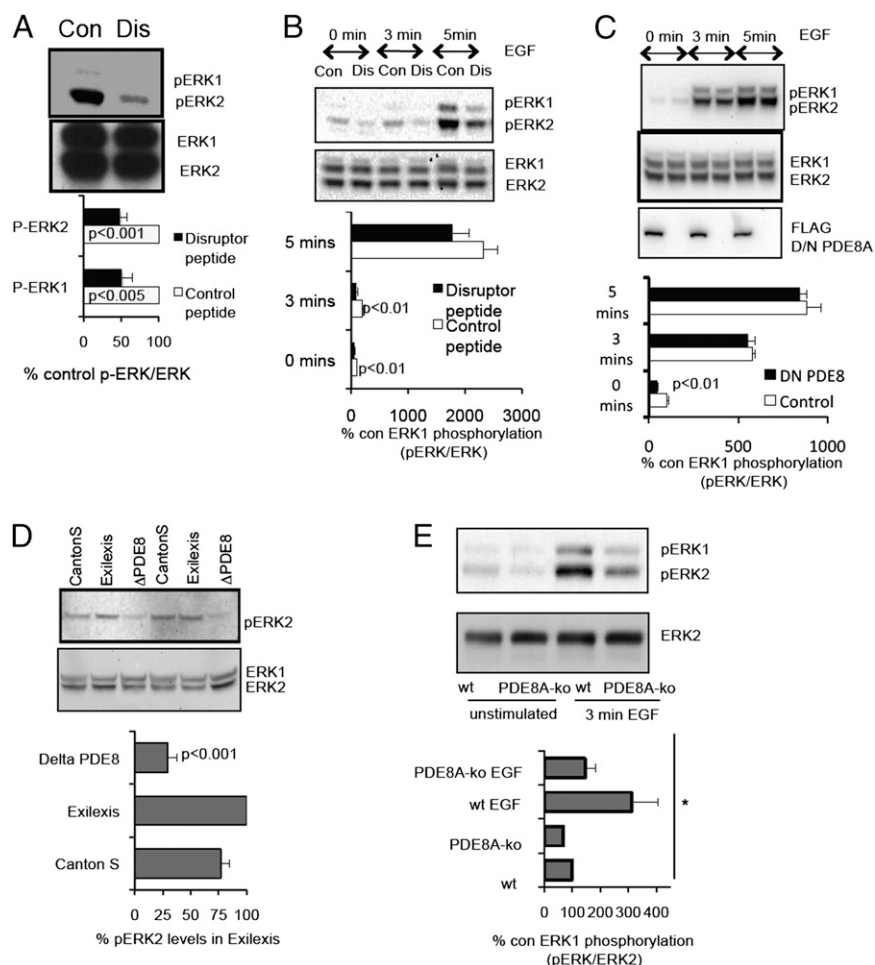 A
Con Dis
pERK1
pERK2
ERK1
ERK2
P-ERK2
p<0.001
P-ERK1
p<0.005
Disruptor
peptide
Control
peptide
0 50 100
% control p-ERK/ERK
B
0 min 3 min 5min EGF
Con Dis Con Dis Con Dis
pERK1
pERK2
ERK1
ERK2
5 mins
3 mins
p<0.01
0 mins
p<0.01
Disruptor
peptide
Control
peptide
0 1000 2000 3000
% con ERK1 phosphorylation
(pERK/ERK)
C
0 min 3 min 5min EGF
pERK1
pERK2
ERK1
ERK2
FLAG
D/N PDE8A
5
mins
3
mins
0
mins
p<0.01
DN PDE8
Control
0 500 1000
% con ERK1 phosphorylation
(pERK/ERK)
D
CantonS Exilexis ΔPDE8 CantonS Exilexis ΔPDE8
pERK2
ERK1
ERK2
Delta PDE8
p<0.001
Exilexis
Canton S
0 25 50 75 100
% pERK2 levels in Exilexis
E
pERK1
pERK2
ERK2
wt PDE8A-ko wt PDE8A-ko
unstimulated 3 min EGF
PDE8A-ko EGF
wt EGF
PDE8A-ko
wt
*
0 100 200 300 400
% con ERK1 phosphorylation
(pERK/ERK2)